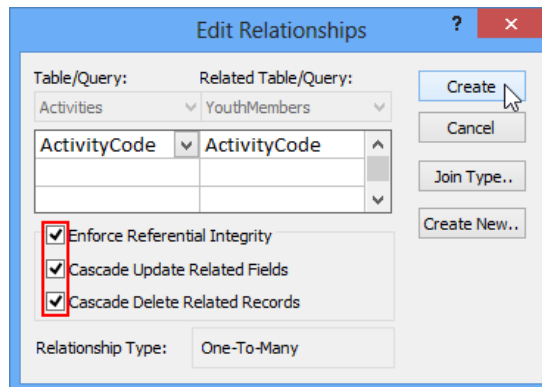 Edit Relationships ? ×
Table/Query: Related Table/Query:
Activities YouthMembers
ActivityCode ActivityCode
Enforce Referential Integrity
Cascade Update Related Fields
Cascade Delete Related Records
Relationship Type: One-To-Many
Create
Cancel
Join Type..
Create New..